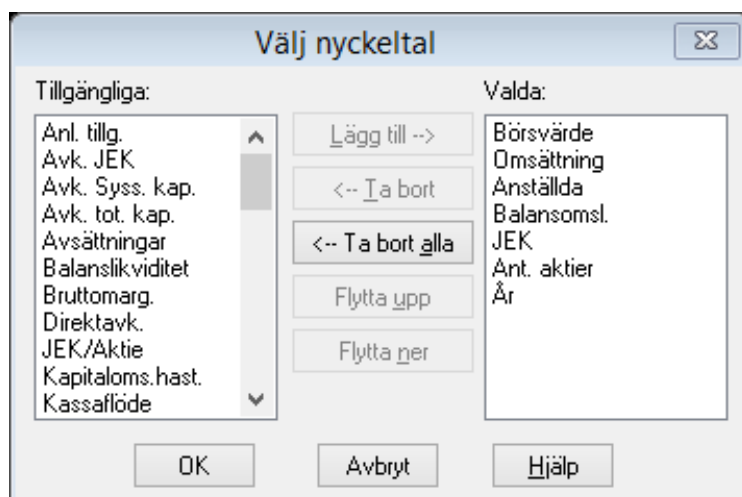 Välj nyckeltal
Tillgängliga:
Anl. tillg.
Avk. JEK
Avk. Syss. kap.
Avk. tot. kap.
Avsättningar
Balanslikviditet
Bruttomarg.
Direktavk.
JEK/Aktie
Kapitaloms.hast.
Kassaflöde
Lägg till -->
<-- Ta bort
<-- Ta bort alla
Flytta upp
Flytta ner
Valda:
Börsvärde
Omsättning
Anställda
Balansomsl.
JEK
Ant. aktier
År
OK
Avbryt
Hjälp